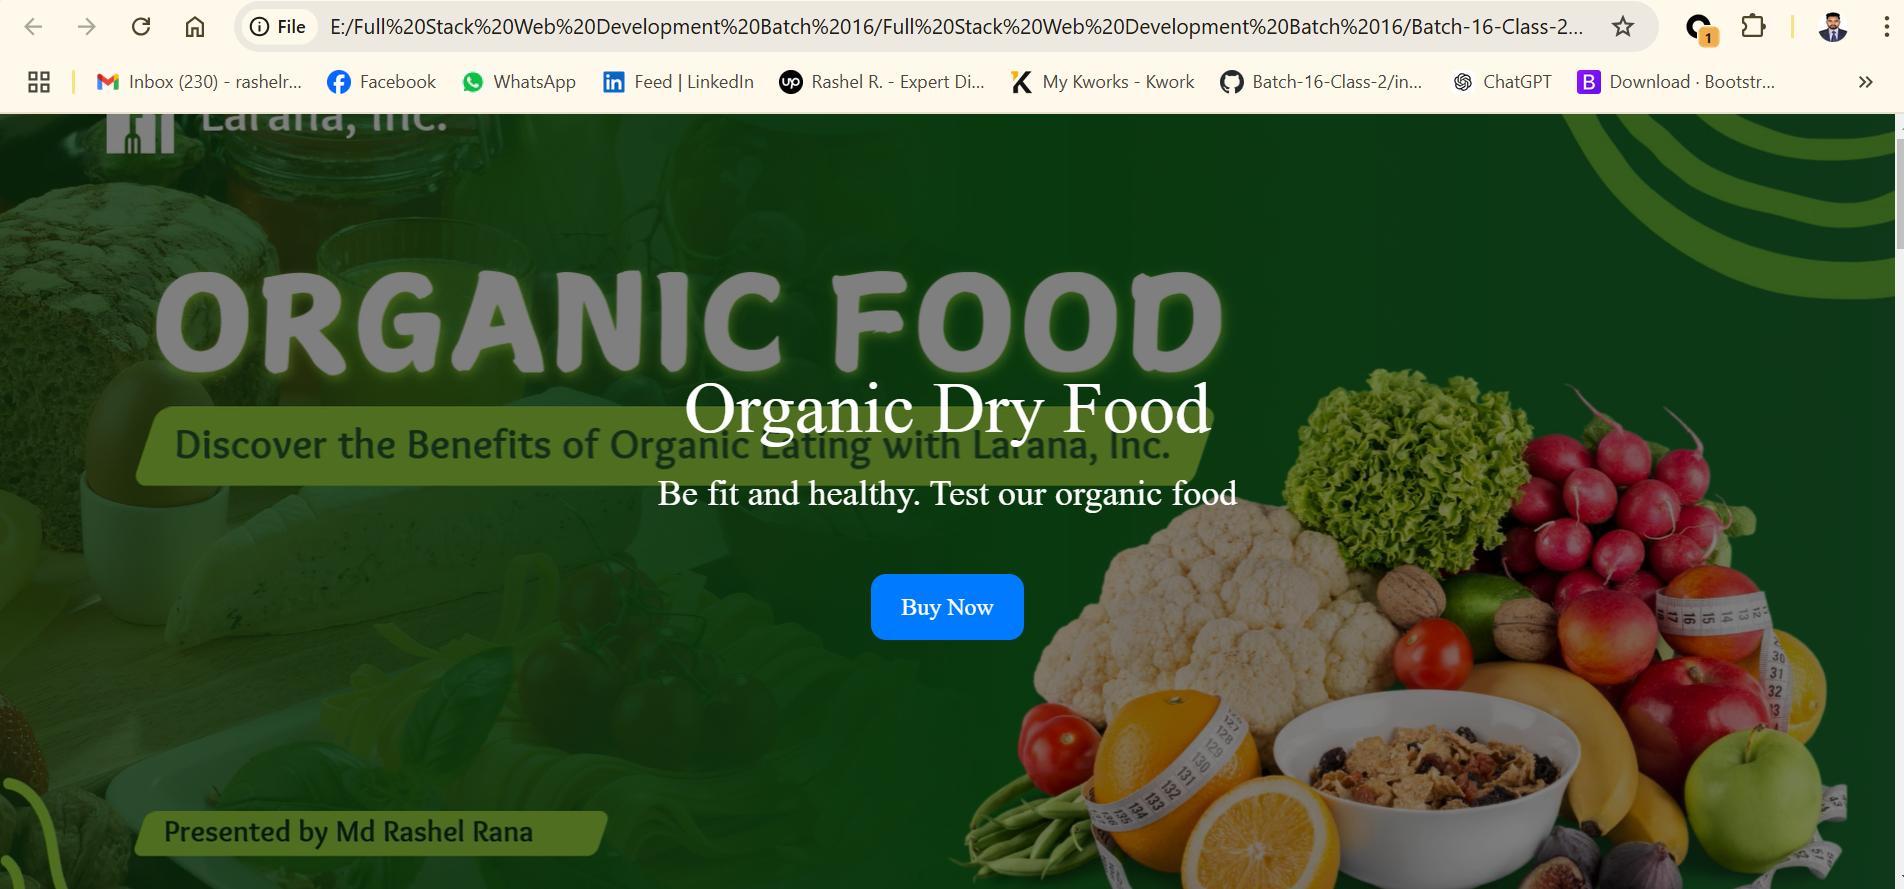 File E:/Full%20Stack%20Web%20Development%20Batch%2016/Full%20Stack%20Web%20Development%20Batch%2016/Batch-16-Class-2...
1
Inbox (230) - rashelr... Facebook WhatsApp Feed | LinkedIn up Rashel R. - Expert Di... My Kworks - Kwork Batch-16-Class-2/in... ChatGPT B Download · Bootstr... »
Larana, Inc.
ORGANIC FOOD
Organic Dry Food
Discover the Benefits of Organic Eating with Larana, Inc.
Be fit and healthy. Test our organic food
Buy Now
Presented by Md Rashel Rana